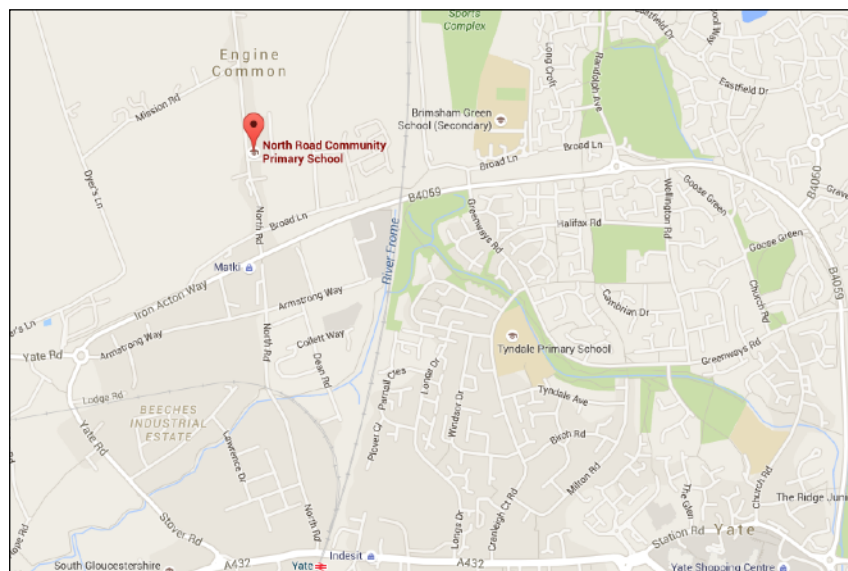 Sports
Complex
Eastfield Dr
Eastfield Dr
Long Croft
Randolph Ave
Engine
Common
Mission Rd
Brimsham Green
School (Secondary)
North Road Community
Primary School
Dyer's Ln
Broad Ln
Broad Ln
B4060
B4059
Goose Green
Wellington Rd
North Rd
Broad Ln
Greenways Rd
Halifax Rd
Goose Green
River Frome
Matki
B4059
Iron Acton Way
Armstrong Way
Cambrian Dr
Church Rd
Yate Rd
Armstrong Way
Collett Way
North Rd
Dean Rd
Tyndale Primary School
Greenways Rd
Lodge Rd
Parnall Cres
Longs Dr
Tyndale Ave
BEECHES
INDUSTRIAL
ESTATE
Yate Rd
Lawrence Dr
Plover Cl
Windsor Dr
Birch Rd
Milton Rd
Church Rd
The Glen
The Ridge Juni
Stover Rd
North Rd
Longs Dr
Cranleigh Ct Rd
Station Rd
Yate
South Gloucestershire
A432
Yate
Indesit
A432
Yate Shopping Centre